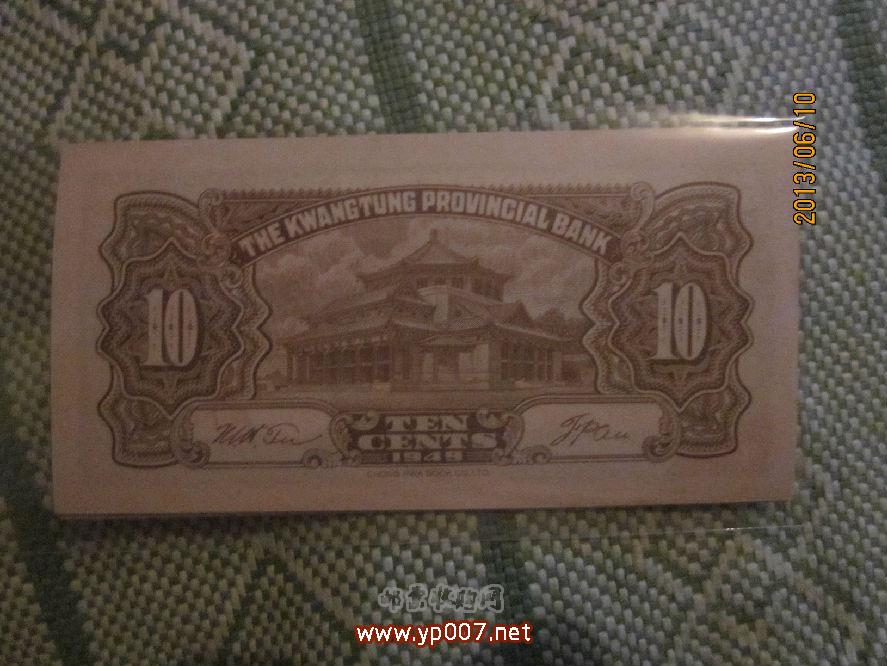 2013/06/10
THE KWANGTUNG PROVINCIAL BANK
10
10
TEN
CENTS
1949
www.yp007.net